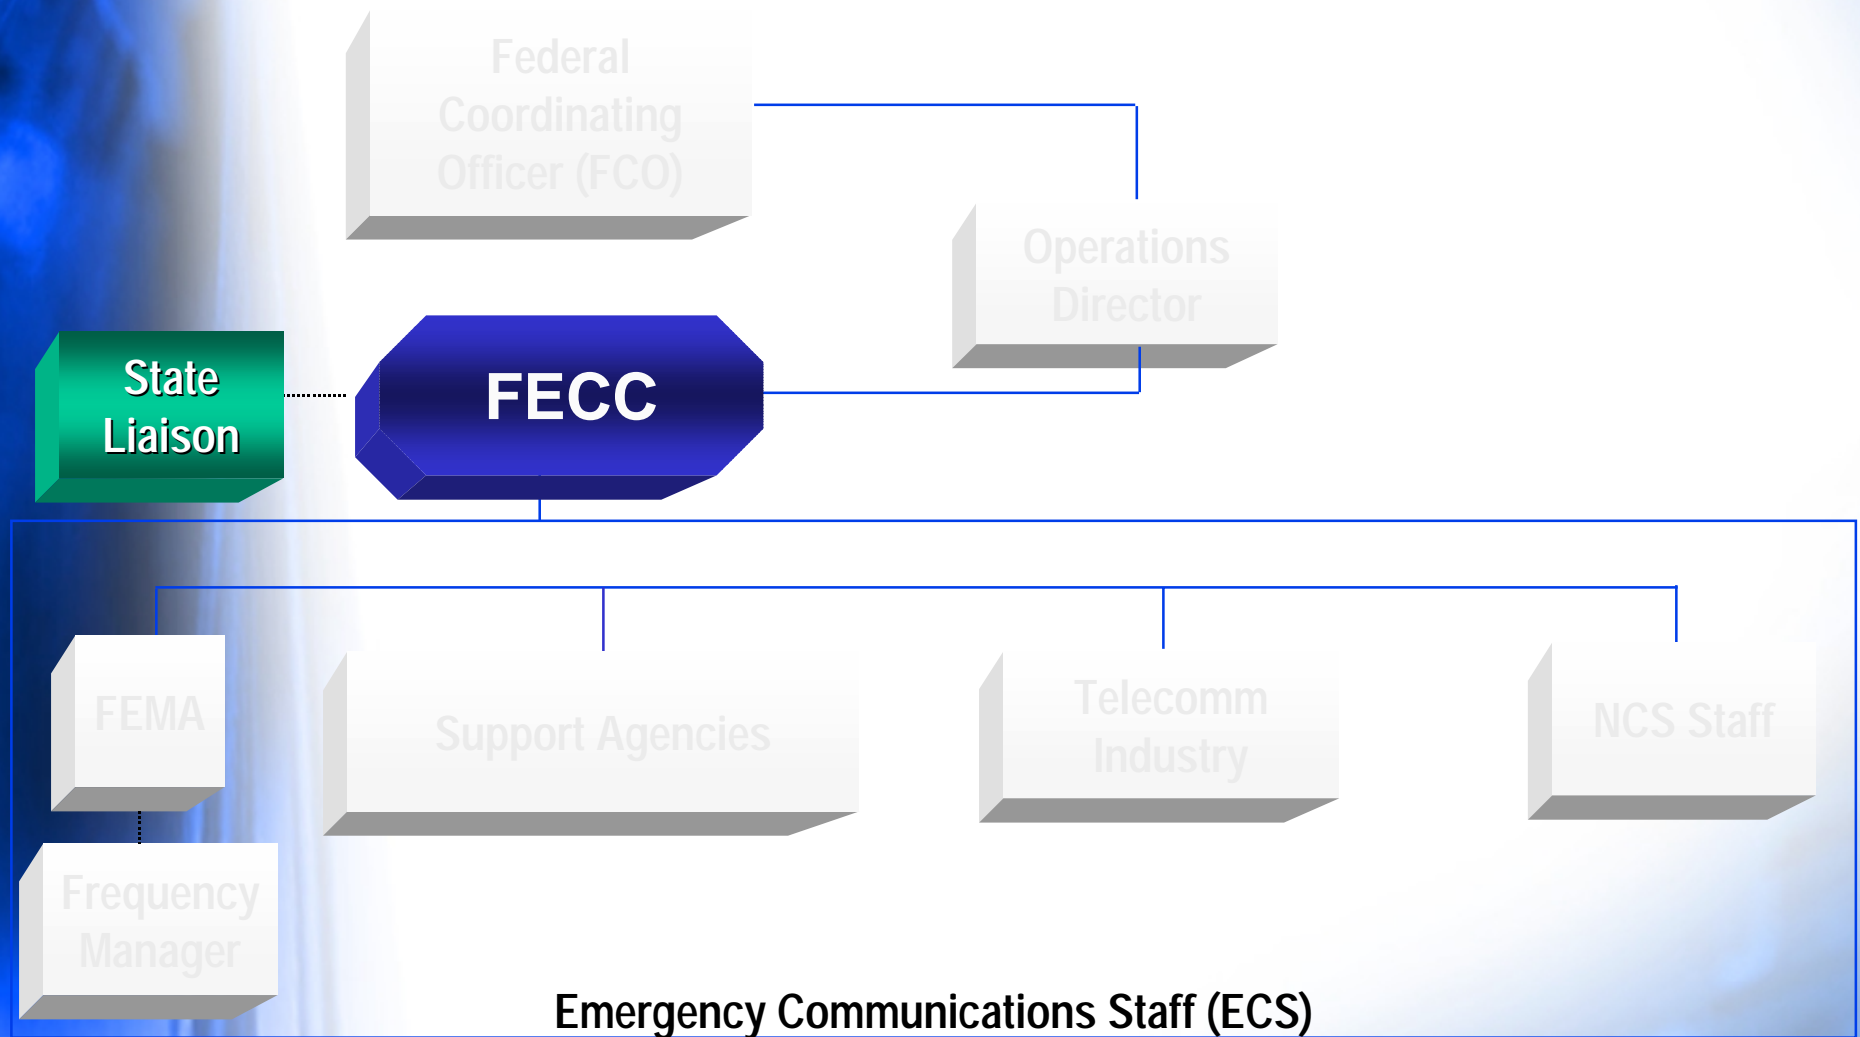 Federal
Coordinating
Officer (FCO)
Operations
Director
State
Liaison
FECC
FEMA
Support Agencies
Telecomm
Industry
NCS Staff
Frequency
Manager
Emergency Communications Staff (ECS)